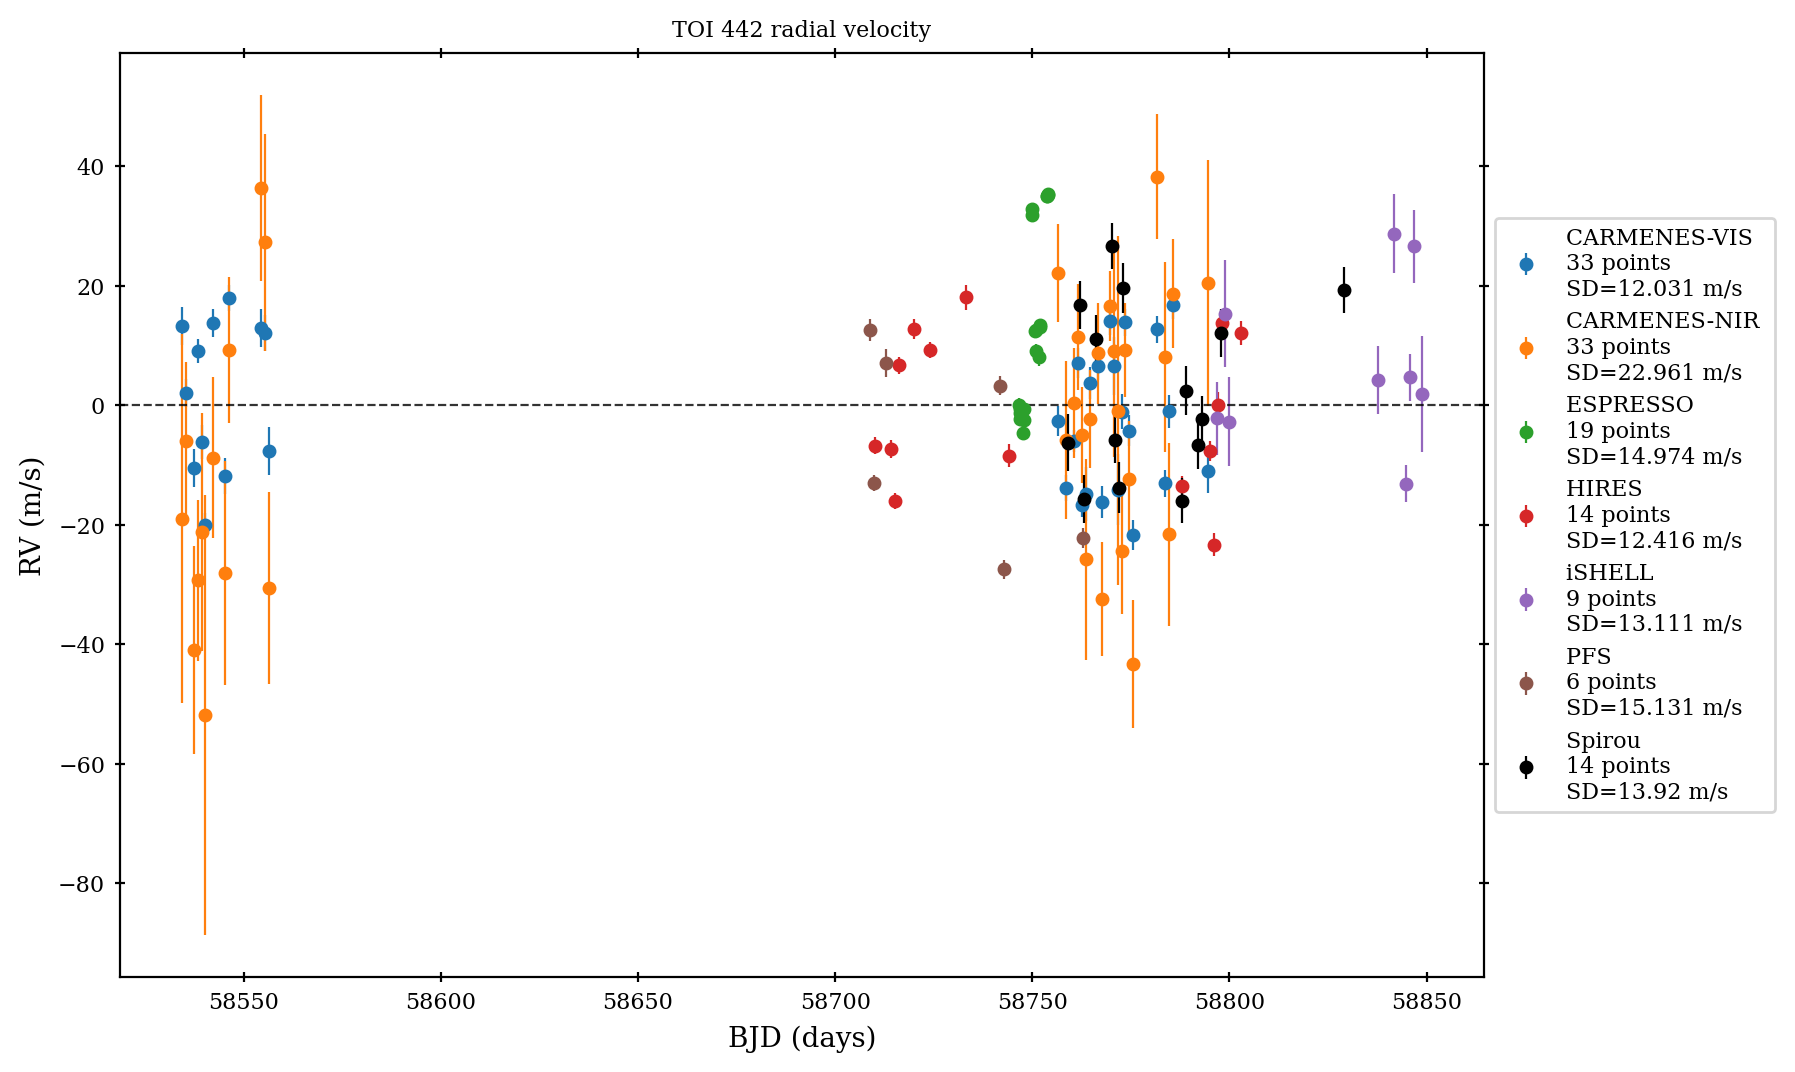 TOI 442 radial velocity
RV (m/s)
40
20
0
−20
−40
−60
−80
58550
58600
58650
58700
58750
58800
58850
BJD (days)
CARMENES-VIS
33 points
SD=12.031 m/s
CARMENES-NIR
33 points
SD=22.961 m/s
ESPRESSO
19 points
SD=14.974 m/s
HIRES
14 points
SD=12.416 m/s
iSHELL
9 points
SD=13.111 m/s
PFS
6 points
SD=15.131 m/s
Spirou
14 points
SD=13.92 m/s